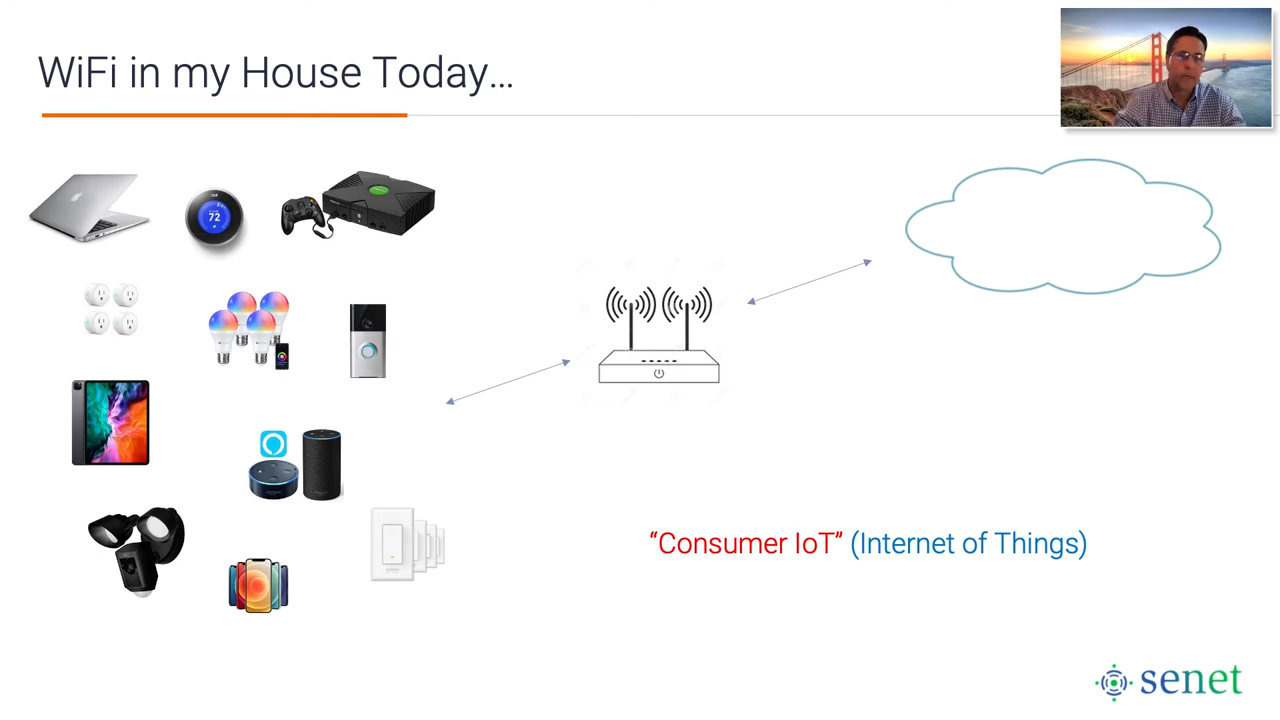 WiFi in my House Today…
72
“Consumer IoT” (Internet of Things)
senet